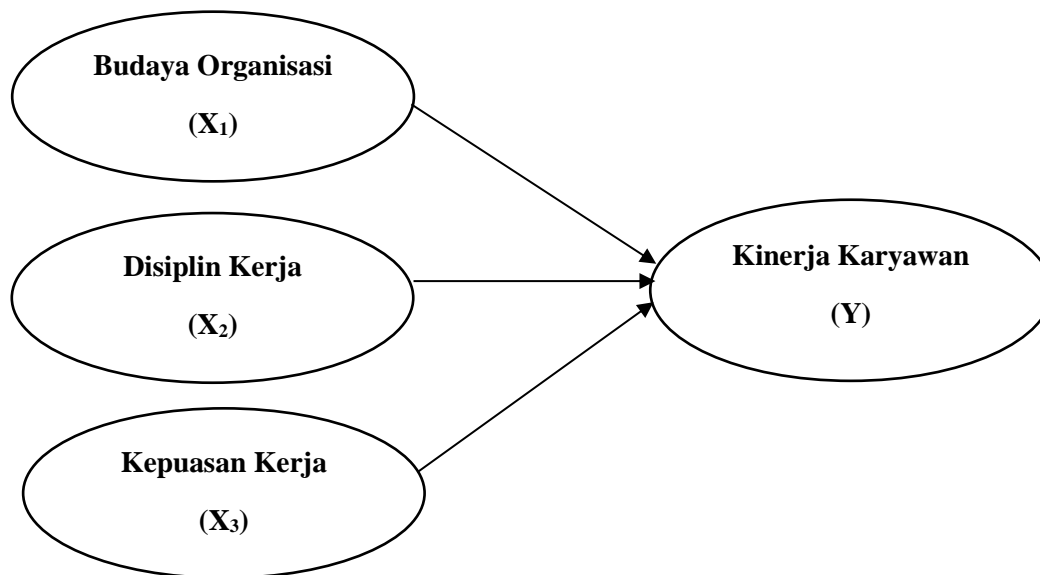 Budaya Organisasi
(X₁)
Disiplin Kerja
(X₂)
Kepuasan Kerja
(X₃)
Kinerja Karyawan
(Y)